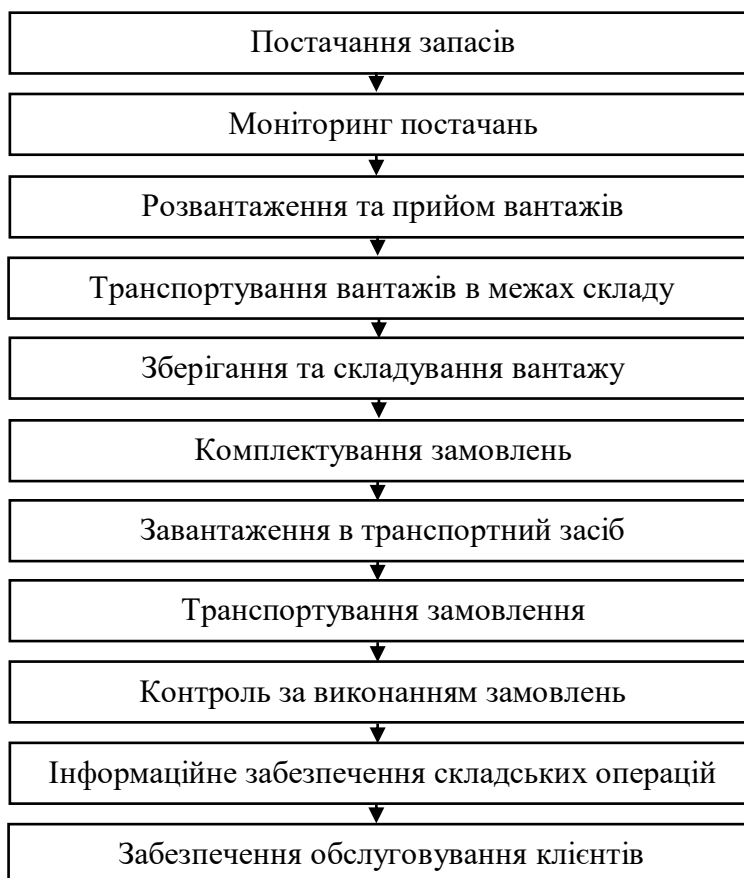 Постачання запасів
Моніторинг постачань
Розвантаження та прийом вантажів
Транспортування вантажів в межах складу
Зберігання та складування вантажу
Комплектування замовлень
Завантаження в транспортний засіб
Транспортування замовлення
Контроль за виконанням замовлень
Інформаційне забезпечення складських операцій
Забезпечення обслуговування клієнтів